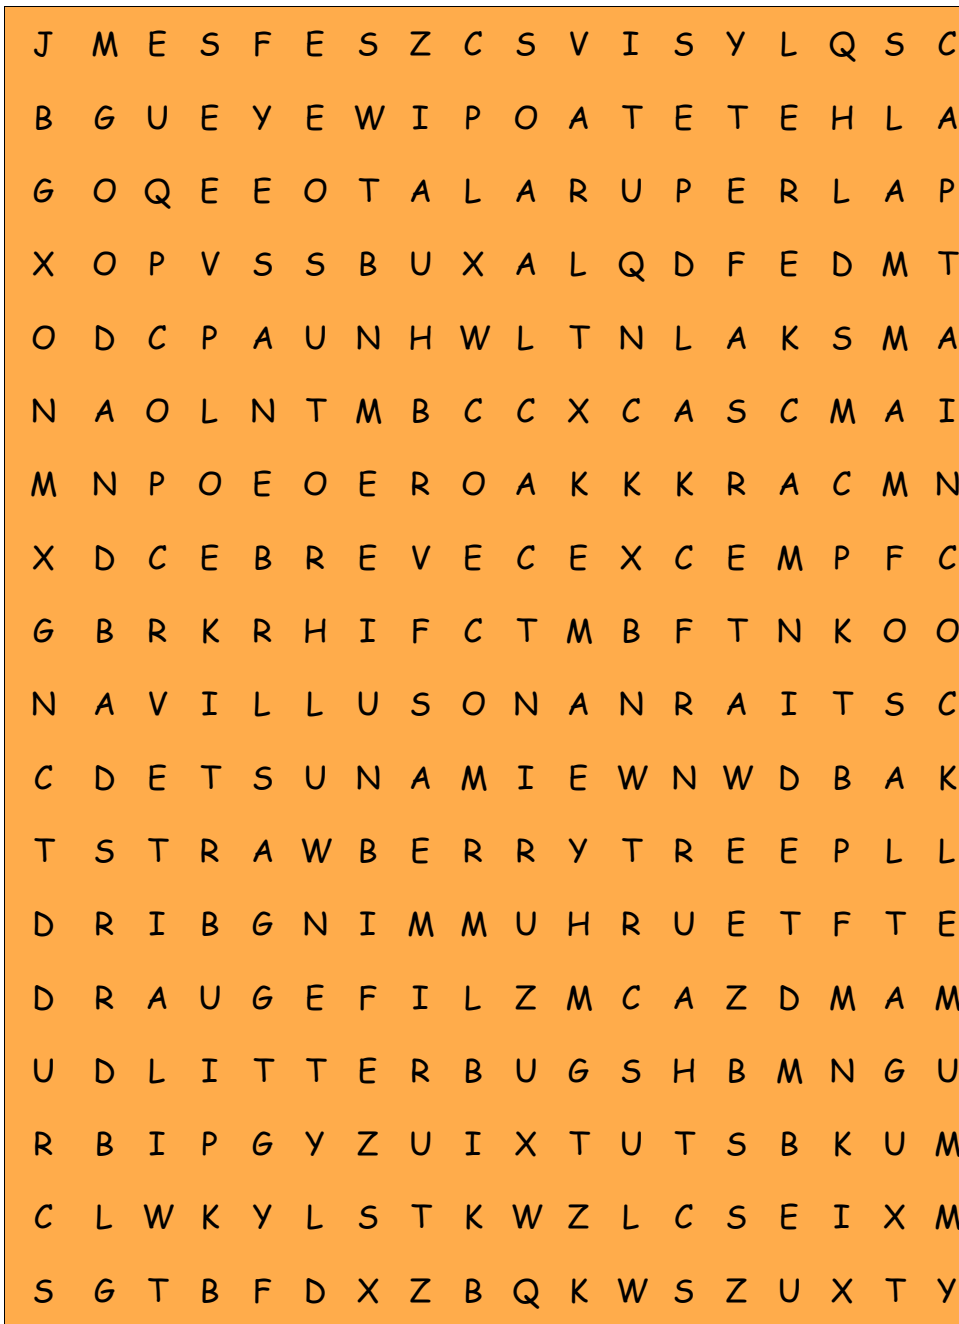 J M E S F E S Z C S V I S Y L Q S C
B G U E Y E W I P O A T E T E H L A
G O Q E E O T A L A R U P E R L A P
X O P V S S B U X A L Q D F E D M T
O D C P A U N H W L T N L A K S M A
N A O L N T M B C C X C A S C M A I
M N P O E O E R O A K K K R A C M N
X D C E B R E V E C E X C E M P F C
G B R K R H I F C T M B F T N K O O
N A V I L L U S O N A N R A I T S C
C D E T S U N A M I E W N W D B A K
T S T R A W B E R R Y T R E E P L L
D R I B G N I M M U H R U E T F T E
D R A U G E F I L Z M C A Z D M A M
U D L I T T E R B U G S H B M N G U
R B I P G Y Z U I X T U T S B K U M
C L W K Y L S T K W Z L C S E I X M
S G T B F D X Z B Q K W S Z U X T Y